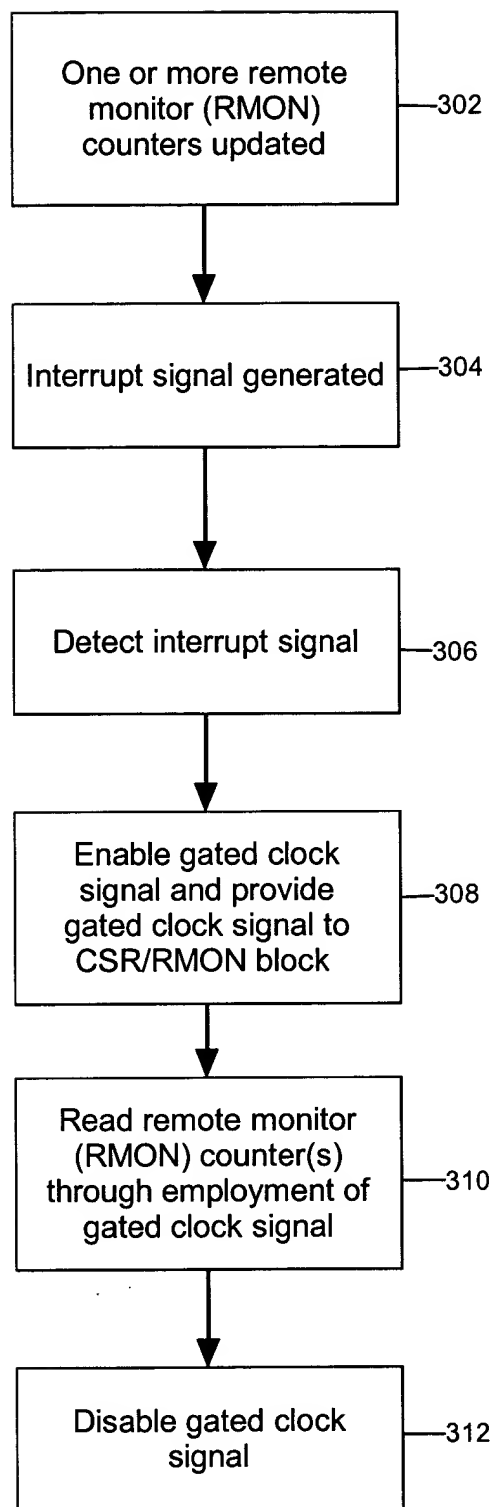 One or more remote
monitor (RMON)
counters updated
302
Interrupt signal generated
304
Detect interrupt signal
306
Enable gated clock
signal and provide
gated clock signal to
CSR/RMON block
308
Read remote monitor
(RMON) counter(s)
through employment of
gated clock signal
310
Disable gated clock
signal
312